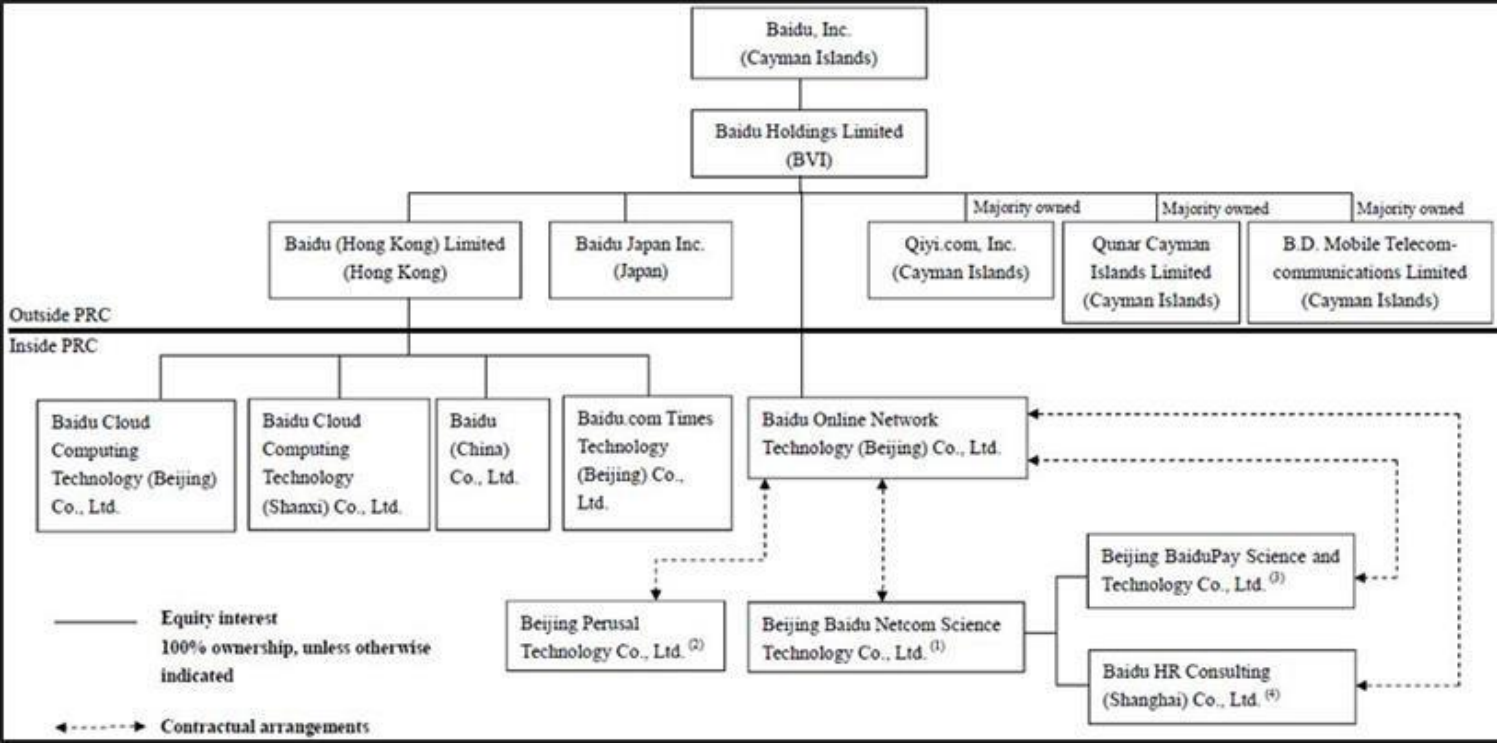 Baidu, Inc.
(Cayman Islands)
Baidu Holdings Limited
(BVI)
Majority owned
Majority owned
Majority owned
Baidu (Hong Kong) Limited
(Hong Kong)
Baidu Japan Inc.
(Japan)
Qiyi.com, Inc.
(Cayman Islands)
Qunar Cayman
Islands Limited
(Cayman Islands)
B.D. Mobile Telecom-
communications Limited
(Cayman Islands)
Outside PRC
Inside PRC
Baidu Cloud
Computing
Technology (Beijing)
Co., Ltd.
Baidu Cloud
Computing
Technology
(Shanxi) Co., Ltd.
Baidu
(China)
Co., Ltd.
Baidu.com Times
Technology
(Beijing) Co.,
Ltd.
Baidu Online Network
Technology (Beijing) Co., Ltd.
Beijing BaiduPay Science and
Technology Co., Ltd. (3)
Beijing Perusal
Technology Co., Ltd. (2)
Beijing Baidu Netcom Science
Technology Co., Ltd. (1)
Baidu HR Consulting
(Shanghai) Co., Ltd. (4)
Equity interest
100% ownership, unless otherwise
indicated
Contractual arrangements